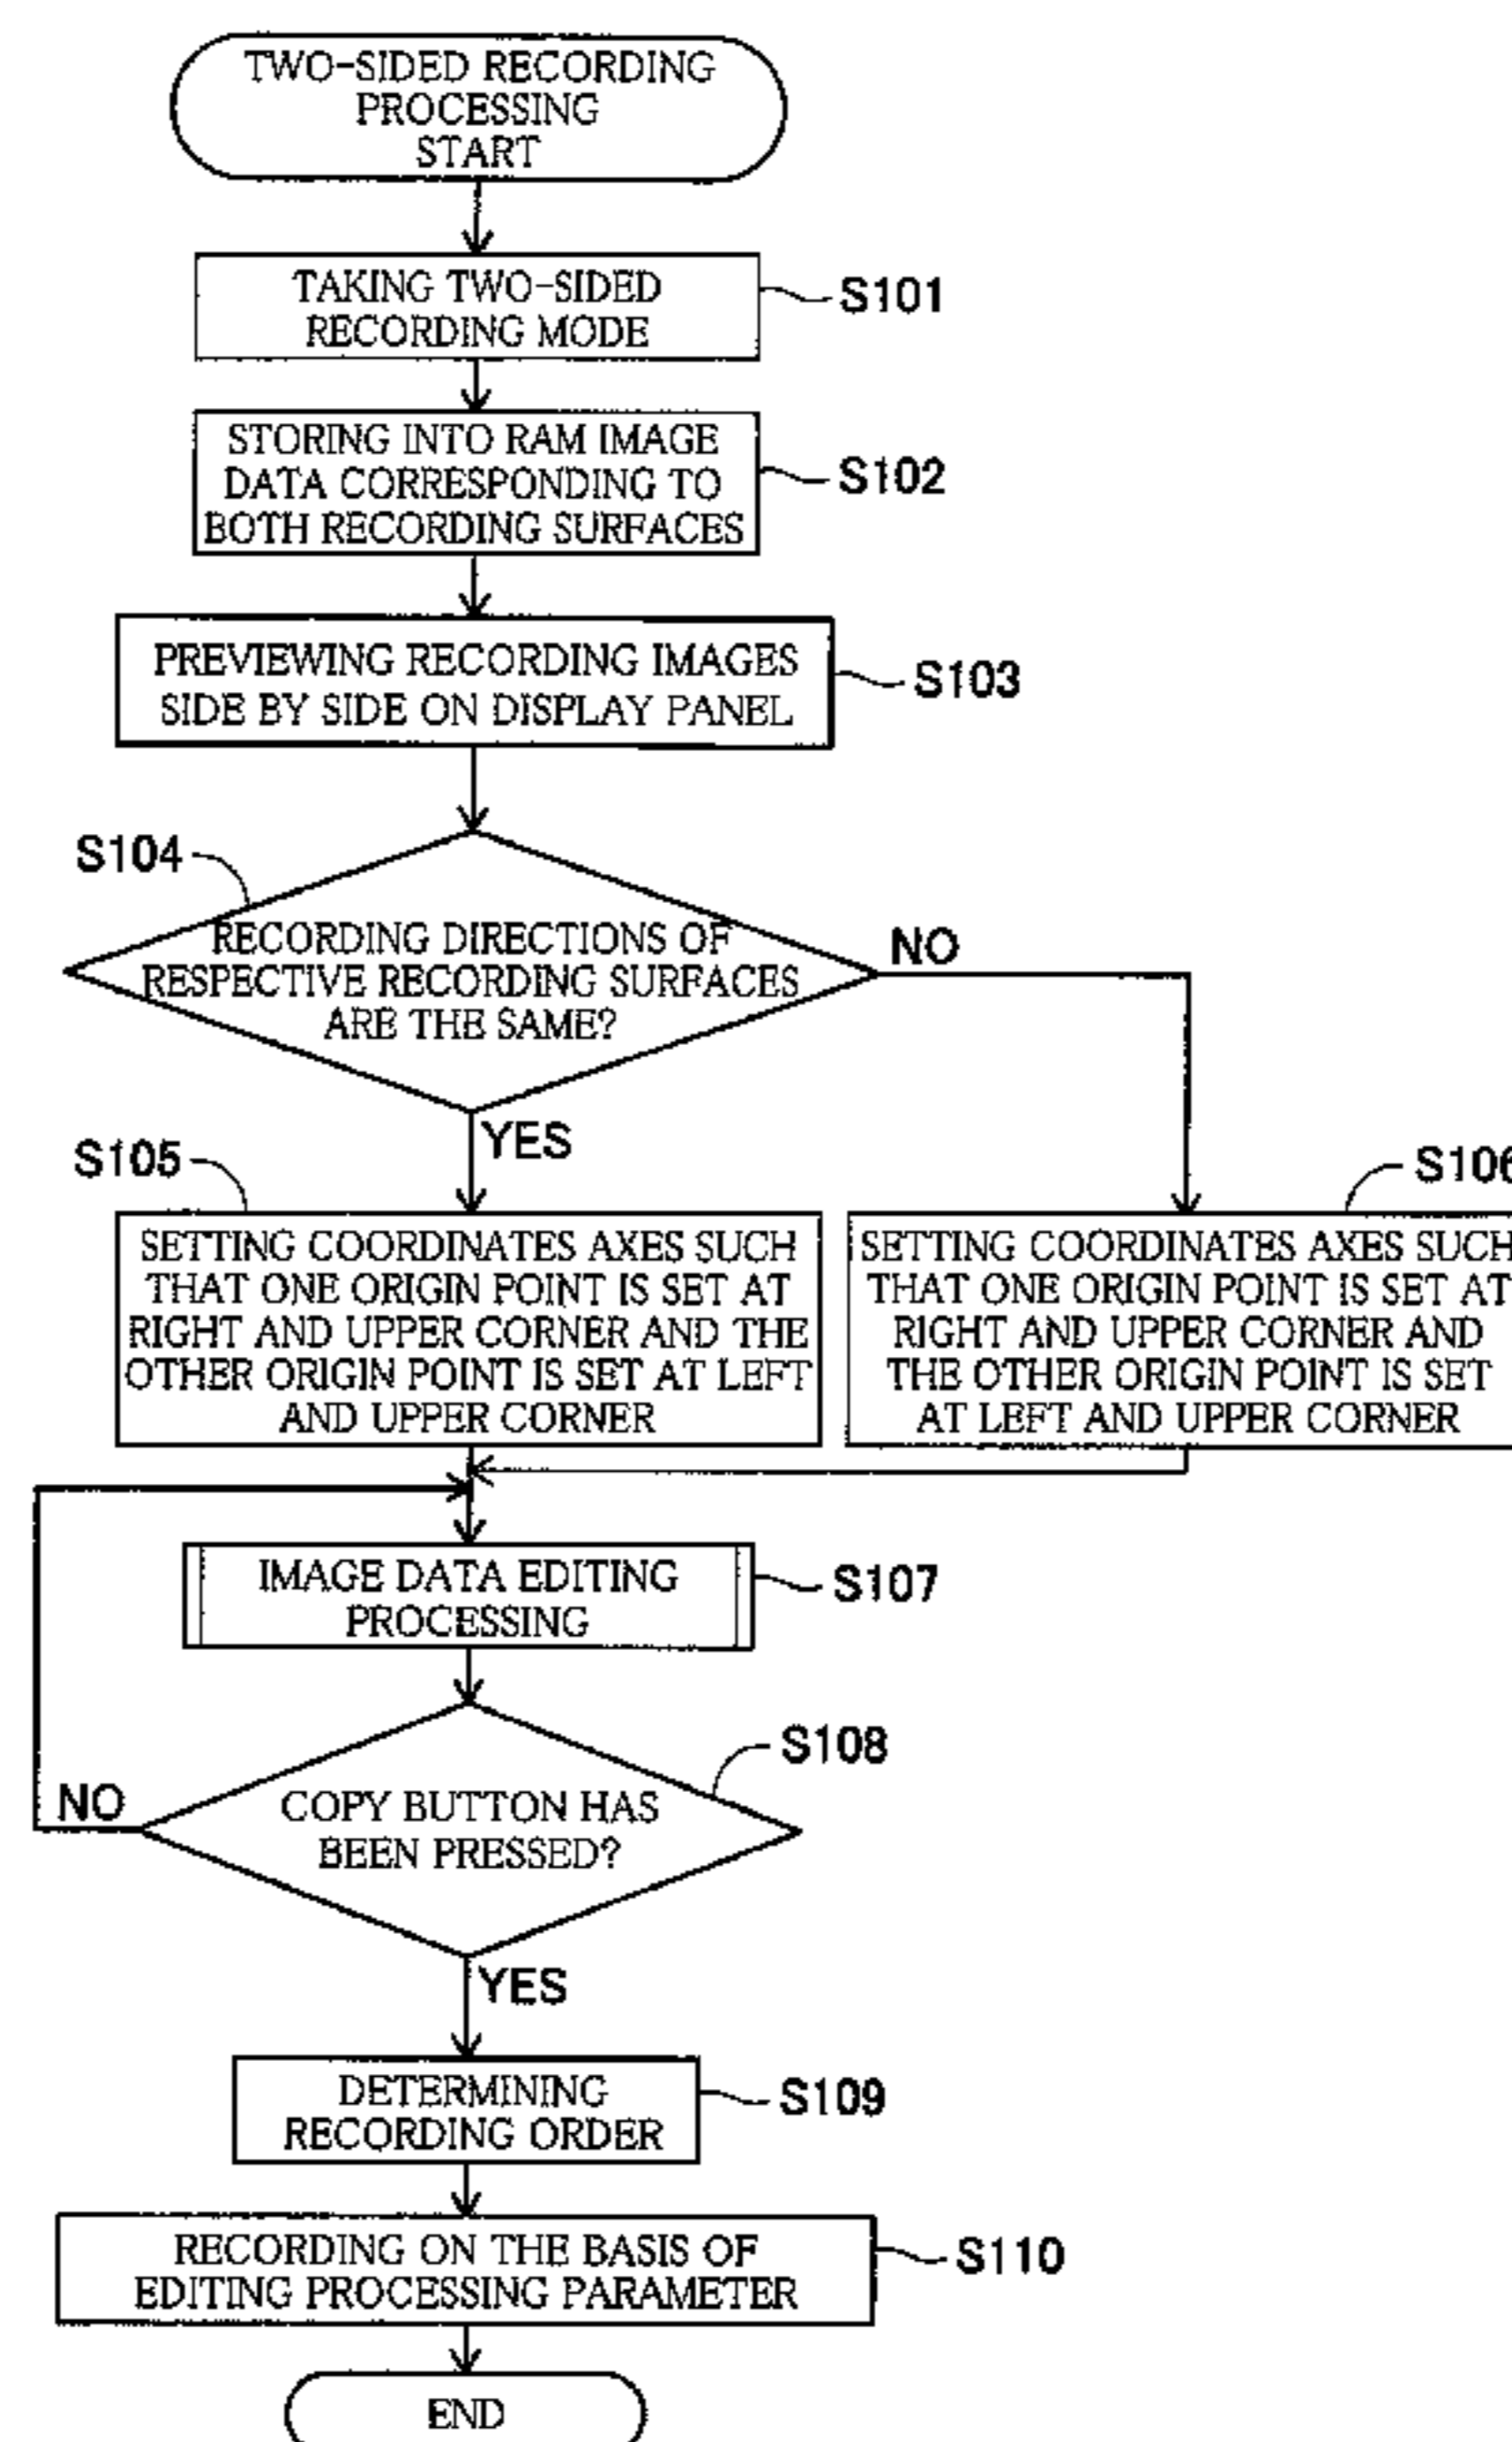 TWO-SIDED RECORDING
PROCESSING
START
TAKING TWO-SIDED
RECORDING MODE
S101
STORING INTO RAM IMAGE
DATA CORRESPONDING TO
BOTH RECORDING SURFACES
S102
PREVIEWING RECORDING IMAGES
SIDE BY SIDE ON DISPLAY PANEL
S103
S104
RECORDING DIRECTIONS OF
RESPECTIVE RECORDING SURFACES
ARE THE SAME?
NO
YES
S105
SETTING COORDINATES AXES SUCH
THAT ONE ORIGIN POINT IS SET AT
RIGHT AND UPPER CORNER AND THE
OTHER ORIGIN POINT IS SET AT LEFT
AND UPPER CORNER
S106
SETTING COORDINATES AXES SUCH
THAT ONE ORIGIN POINT IS SET AT
RIGHT AND UPPER CORNER AND
THE OTHER ORIGIN POINT IS SET
AT LEFT AND UPPER CORNER
IMAGE DATA EDITING
PROCESSING
S107
S108
COPY BUTTON HAS
BEEN PRESSED?
NO
YES
DETERMINING
RECORDING ORDER
S109
RECORDING ON THE BASIS OF
EDITING PROCESSING PARAMETER
S110
END